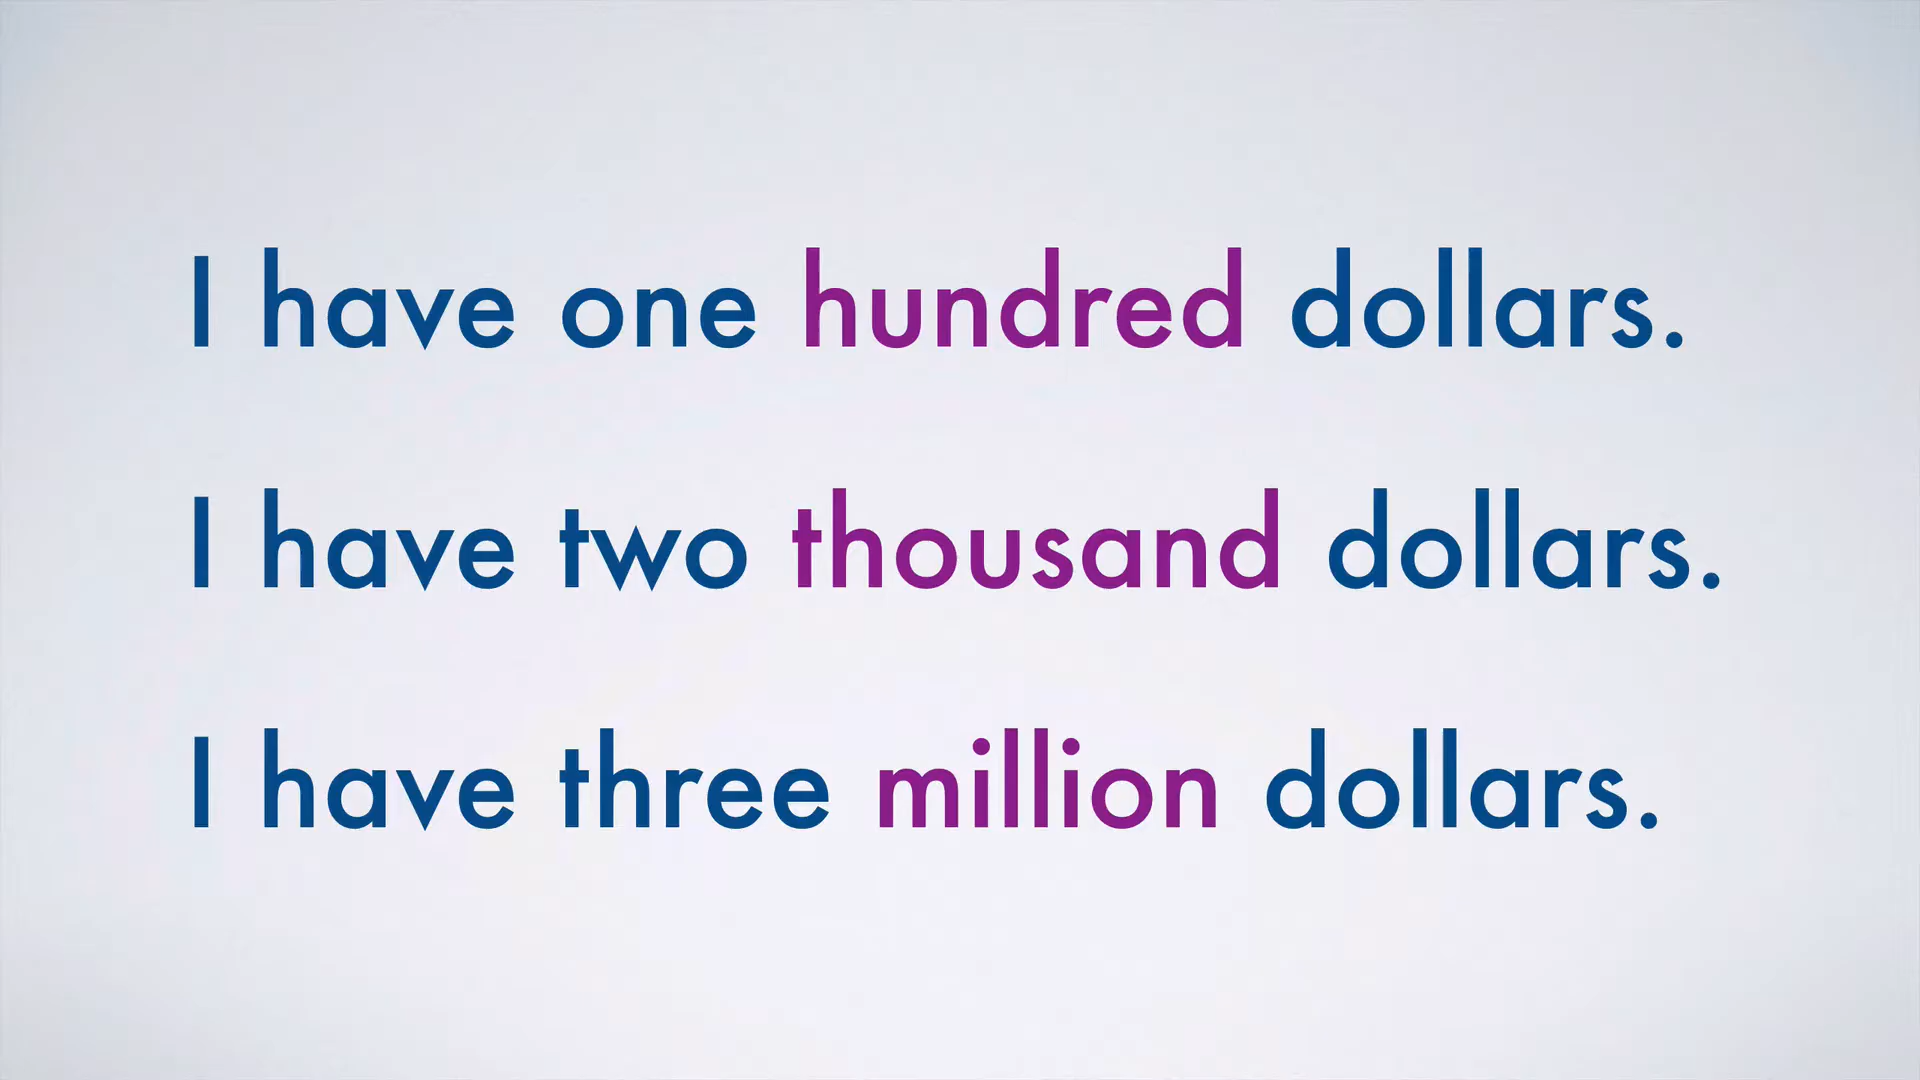 I have one hundred dollars.
I have two thousand dollars.
I have three million dollars.